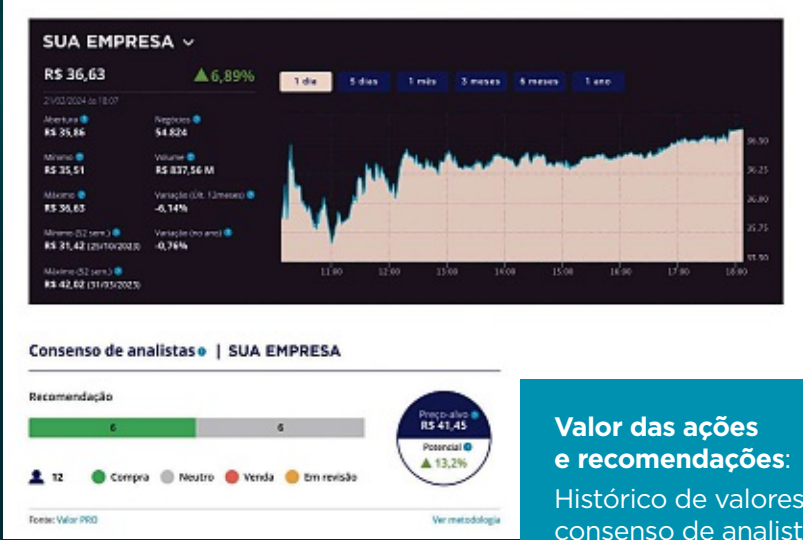 SUA EMPRESA
R$ 36,63 ▲6,89%
1 dia 5 dias 1 mês 3 meses 6 meses 1 ano
21/02/2024 às 18:07
Abertura Negócios
R$ 35,86 54.824
Mínimo Volume
R$ 35,51 R$ 837,56 M
Máximo Variação (Últ. 12meses)
R$ 36,63 -6,14%
Mínimo (52 sem.) Variação (no ano)
R$ 31,42 (25/10/2023) -0,76%
Máximo (52 sem.)
R$ 42,02 (31/03/2023)
36.50
36.25
36.00
35.75
35.50
11:00 12:00 13:00 14:00 15:00 16:00 17:00 18:00
Consenso de analistas | SUA EMPRESA
Recomendação
6 6
Preço-alvo
R$ 41,45
Potencial
▲ 13,2%
12 Compra Neutro Venda Em revisão
Fonte: Valor PRO Ver metodologia
Valor das ações
e recomendações:
Histórico de valores
consenso de analist